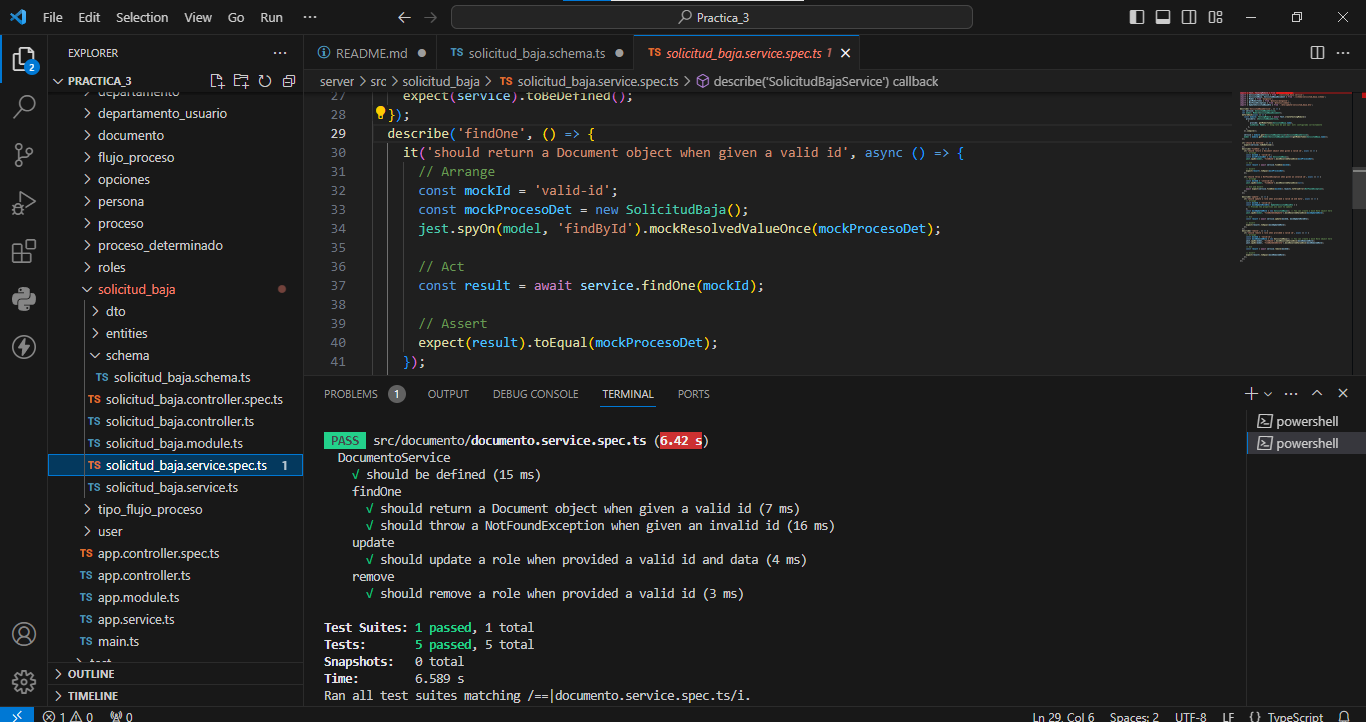 File Edit Selection View Go Run ··· Practica_3
EXPLORER ···
PRACTICA_3
departamento
departamento_usuario
documento
flujo_proceso
opciones
persona
proceso
proceso_determinado
roles
solicitud_baja
dto
entities
schema
TS solicitud_baja.schema.ts
TS solicitud_baja.controller.spec.ts
TS solicitud_baja.controller.ts
TS solicitud_baja.module.ts
TS solicitud_baja.service.spec.ts 1
TS solicitud_baja.service.ts
tipo_flujo_proceso
user
TS app.controller.spec.ts
TS app.controller.ts
TS app.module.ts
TS app.service.ts
TS main.ts
test
OUTLINE
TIMELINE
2
README.md TS solicitud_baja.schema.ts TS solicitud_baja.service.spec.ts 1
server > src > solicitud_baja > TS solicitud_baja.service.spec.ts > describe('SolicitudBajaService') callback
27 expect(service).toBeDefined();
28 });
29 describe('findOne', () => {
30 it('should return a Document object when given a valid id', async () => {
31 // Arrange
32 const mockId = 'valid-id';
33 const mockProcesoDet = new SolicitudBaja();
34 jest.spyOn(model, 'findById').mockResolvedValueOnce(mockProcesoDet);
35
36 // Act
37 const result = await service.findOne(mockId);
38
39 // Assert
40 expect(result).toEqual(mockProcesoDet);
41 });
PROBLEMS 1 OUTPUT DEBUG CONSOLE TERMINAL PORTS
powershell
powershell
PASS src/documento/documento.service.spec.ts (6.42 s)
DocumentoService
√ should be defined (15 ms)
findOne
√ should return a Document object when given a valid id (7 ms)
√ should throw a NotFoundException when given an invalid id (16 ms)
update
√ should update a role when provided a valid id and data (4 ms)
remove
√ should remove a role when provided a valid id (3 ms)
Test Suites: 1 passed, 1 total
Tests: 5 passed, 5 total
Snapshots: 0 total
Time: 6.589 s
Ran all test suites matching /==|documento.service.spec.ts/i.
1 0 0 Ln 29, Col 6 Spaces: 2 UTF-8 LF {} TypeScript